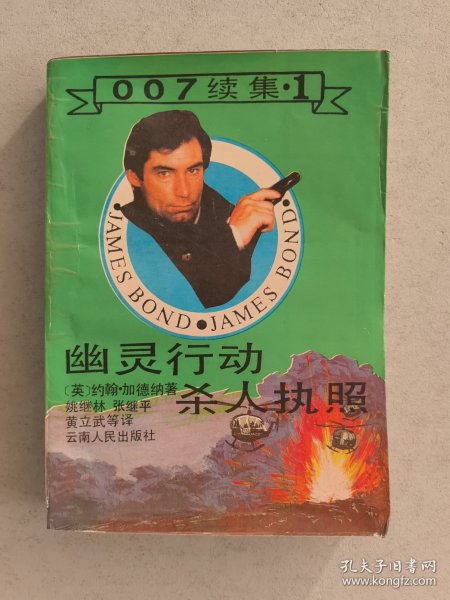 007续集·1
JAMES BOND • JAMES BOND •
幽灵行动
〔英〕约翰·加德纳著
杀人执照
姚继林 张继平
黄立武等译
云南人民出版社
孔夫子旧书网
www.kongfz.com